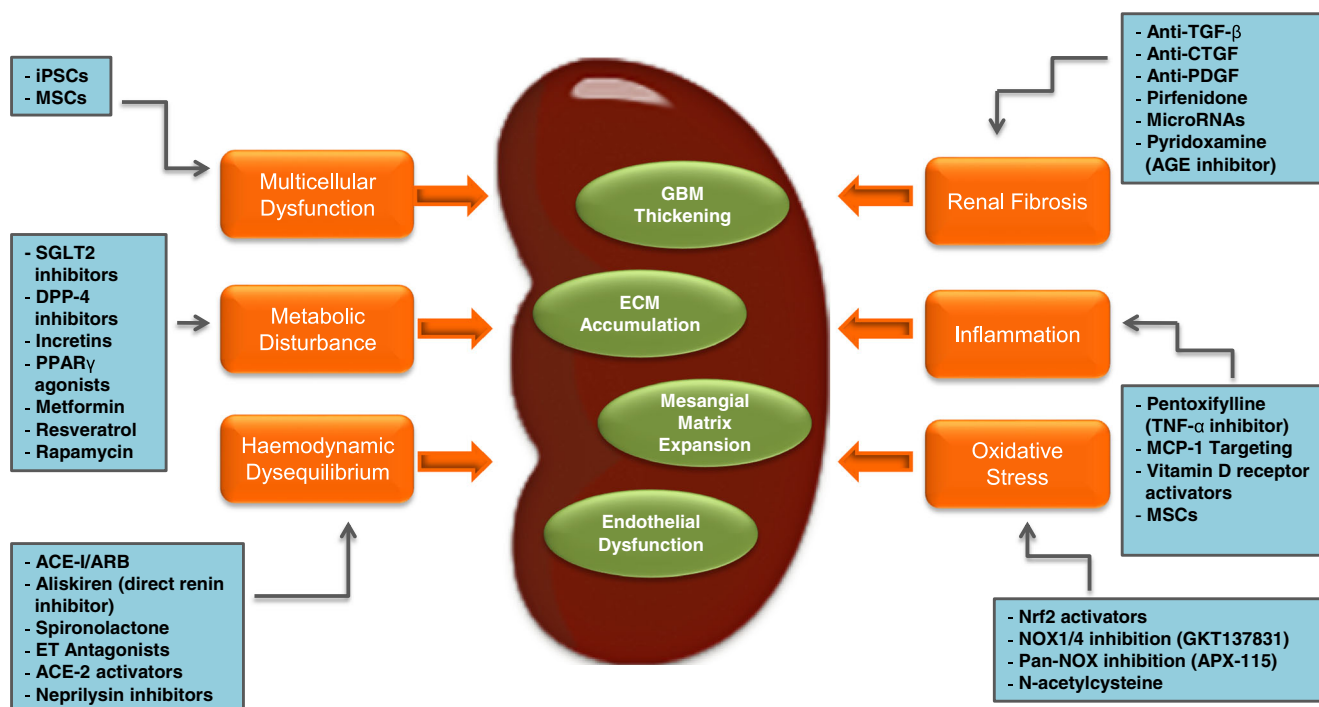 - iPSCs
- MSCs
Multicellular
Dysfunction
- SGLT2
inhibitors
- DPP-4
inhibitors
- Incretins
- PPARγ
agonists
- Metformin
- Resveratrol
- Rapamycin
Metabolic
Disturbance
Haemodynamic
Dysequilibrium
- ACE-I/ARB
- Aliskiren (direct renin
inhibitor)
- Spironolactone
- ET Antagonists
- ACE-2 activators
- Neprilysin inhibitors
GBM
Thickening
ECM
Accumulation
Mesangial
Matrix
Expansion
Endothelial
Dysfunction
- Anti-TGF-β
- Anti-CTGF
- Anti-PDGF
- Pirfenidone
- MicroRNAs
- Pyridoxamine
(AGE inhibitor)
Renal Fibrosis
Inflammation
- Pentoxifylline
(TNF-α inhibitor)
- MCP-1 Targeting
- Vitamin D receptor
activators
- MSCs
Oxidative
Stress
- Nrf2 activators
- NOX1/4 inhibition (GKT137831)
- Pan-NOX inhibition (APX-115)
- N-acetylcysteine